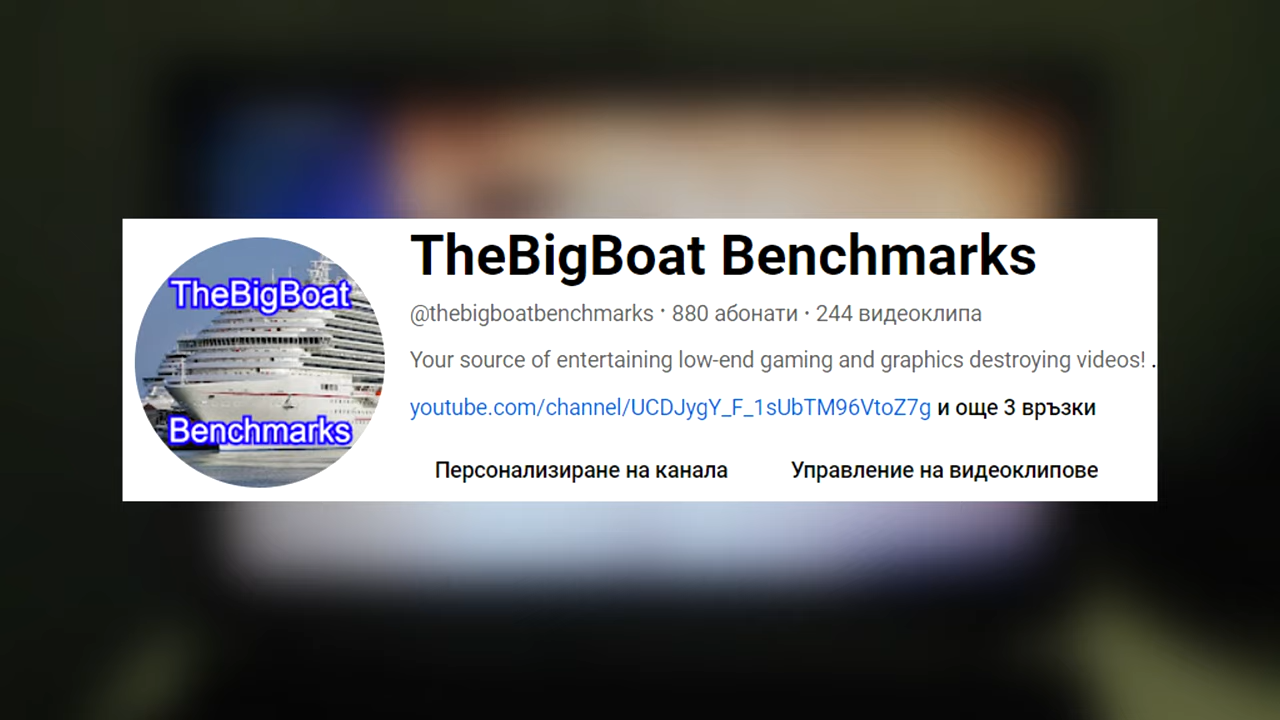 TheBigBoat
Benchmarks
TheBigBoat Benchmarks
@thebigboatbenchmarks · 880 абонати · 244 видеоклипа
Your source of entertaining low-end gaming and graphics destroying videos! .
youtube.com/channel/UCDJygY_F_1sUbTM96VtoZ7g и още 3 връзки
Персонализиране на канала Управление на видеоклипове